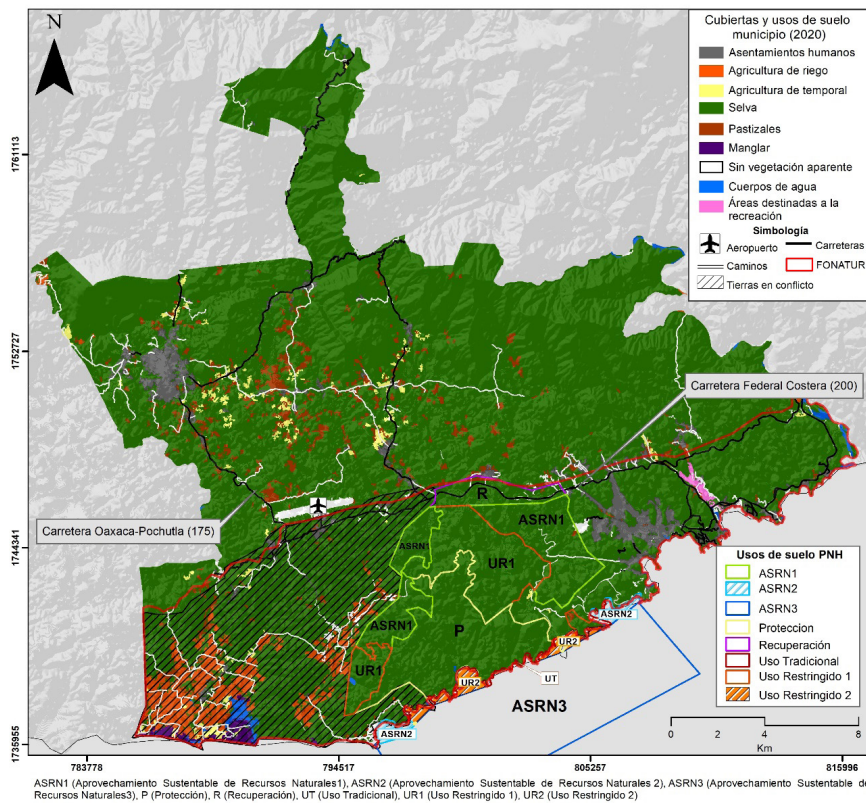 N
Cubiertas y usos de suelo
municipio (2020)
Asentamientos humanos
Agricultura de riego
Agricultura de temporal
Selva
Pastizales
Manglar
Sin vegetación aparente
Cuerpos de agua
Áreas destinadas a la
recreación
Simbología
Aeropuerto
Carreteras
Caminos
FONATUR
Tierras en conflicto
1761113
1752727
1744341
1735955
Carretera Federal Costera (200)
Carretera Oaxaca-Pochutla (175)
R
ASRN1
ASRN1
UR1
ASRN1
P
UR1
ASRN2
UR2
UT
UR2
ASRN3
ASRN2
Usos de suelo PNH
ASRN1
ASRN2
ASRN3
Proteccion
Recuperación
Uso Tradicional
Uso Restringido 1
Uso Restringido 2
0 2 4 8
Km
783778 794517 805257 815996
ASRN1 (Aprovechamiento Sustentable de Recursos Naturales1), ASRN2 (Aprovechamiento Sustentable de Recursos Naturales 2), ASRN3 (Aprovechamiento Sustentable de
Recursos Naturales3), P (Protección), R (Recuperación), UT (Uso Tradicional), UR1 (Uso Restringido 1), UR2 (Uso Restringido 2)